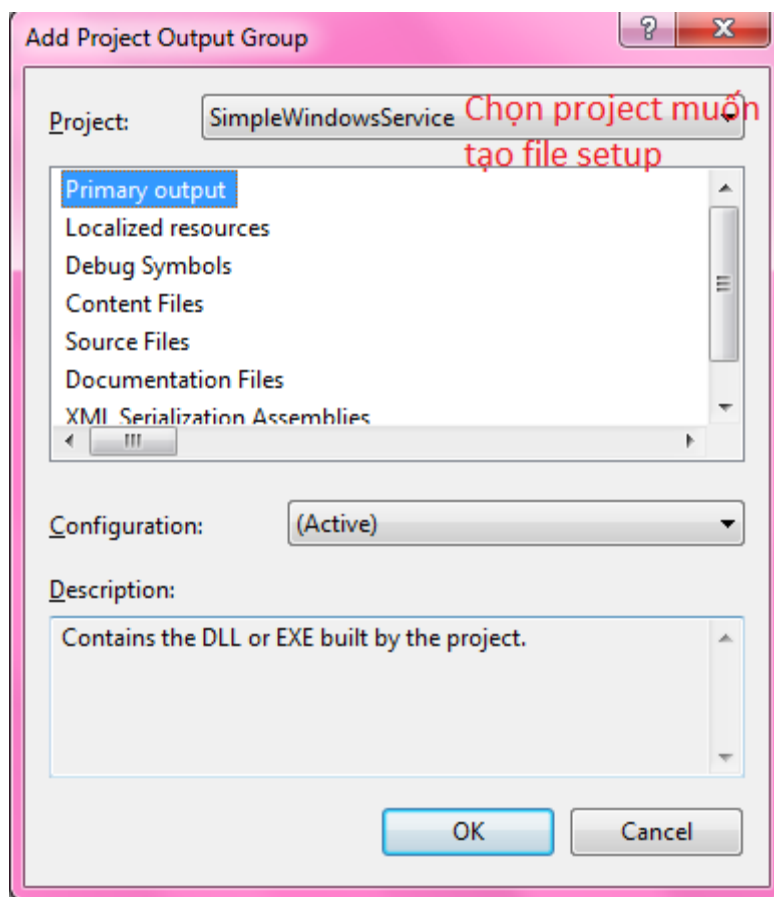 Add Project Output Group
Project:
SimpleWindowsService
Chọn project muốn
tạo file setup
Primary output
Localized resources
Debug Symbols
Content Files
Source Files
Documentation Files
XML Serialization Assemblies
Configuration:
(Active)
Description:
Contains the DLL or EXE built by the project.
OK
Cancel